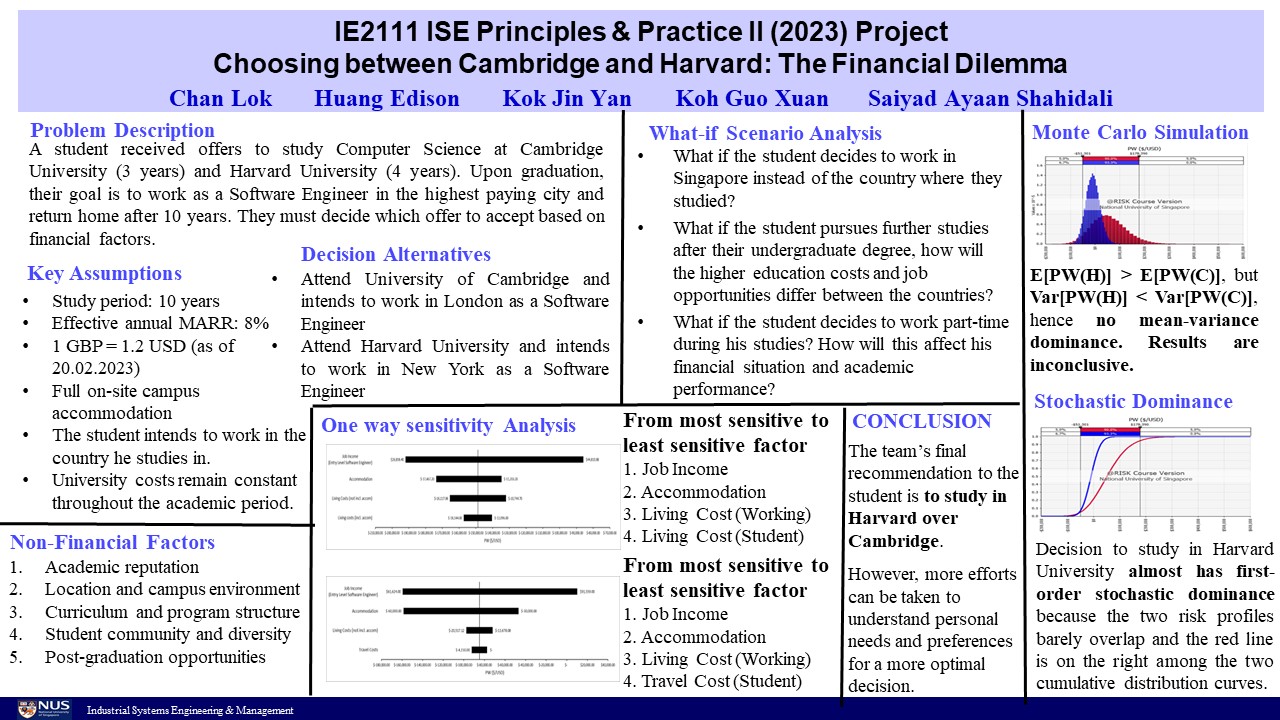 IE2111 ISE Principles & Practice II (2023) Project
Choosing between Cambridge and Harvard: The Financial Dilemma
Chan Lok Huang Edison Kok Jin Yan Koh Guo Xuan Saiyad Ayaan Shahidali
Problem Description
A student received offers to study Computer Science at Cambridge
University (3 years) and Harvard University (4 years). Upon graduation,
their goal is to work as a Software Engineer in the highest paying city and
return home after 10 years. They must decide which offer to accept based on
financial factors.
Key Assumptions
• Study period: 10 years
• Effective annual MARR: 8%
• 1 GBP = 1.2 USD (as of
20.02.2023)
• Full on-site campus
accommodation
• The student intends to work in the
country he studies in.
• University costs remain constant
throughout the academic period.
Decision Alternatives
• Attend University of Cambridge and
intends to work in London as a Software
Engineer
• Attend Harvard University and intends
to work in New York as a Software
Engineer
Non-Financial Factors
1. Academic reputation
2. Location and campus environment
3. Curriculum and program structure
4. Student community and diversity
5. Post-graduation opportunities
What-if Scenario Analysis
• What if the student decides to work in
Singapore instead of the country where they
studied?
• What if the student pursues further studies
after their undergraduate degree, how will
the higher education costs and job
opportunities differ between the countries?
• What if the student decides to work part-time
during his studies? How will this affect his
financial situation and academic
performance?
One way sensitivity Analysis
Job Income
(Entry Level Software Engineer)
Accommodation
Living Costs (not incl. accom)
Living Costs (incl. accom)
PW ($/USD)
Job Income
(Entry Level Software Engineer)
Accommodation
Living Costs (not incl. accom)
Travel Costs
PW ($/USD)
From most sensitive to
least sensitive factor
1. Job Income
2. Accommodation
3. Living Cost (Working)
4. Living Cost (Student)
From most sensitive to
least sensitive factor
1. Job Income
2. Accommodation
3. Living Cost (Working)
4. Travel Cost (Student)
CONCLUSION
The team's final
recommendation to the
student is to study in
Harvard over
Cambridge.
However, more efforts
can be taken to
understand personal
needs and preferences
for a more optimal
decision.
Monte Carlo Simulation
PW ($/USD)
@RISK Course Version
National University of Singapore
E[PW(H)] > E[PW(C)], but
Var[PW(H)] < Var[PW(C)],
hence no mean-variance
dominance. Results are
inconclusive.
Stochastic Dominance
PW ($/USD)
@RISK Course Version
National University of Singapore
Decision to study in Harvard
University almost has first-
order stochastic dominance
because the two risk profiles
barely overlap and the red line
is on the right among the two
cumulative distribution curves.
NUS
National University
of Singapore
Industrial Systems Engineering & Management